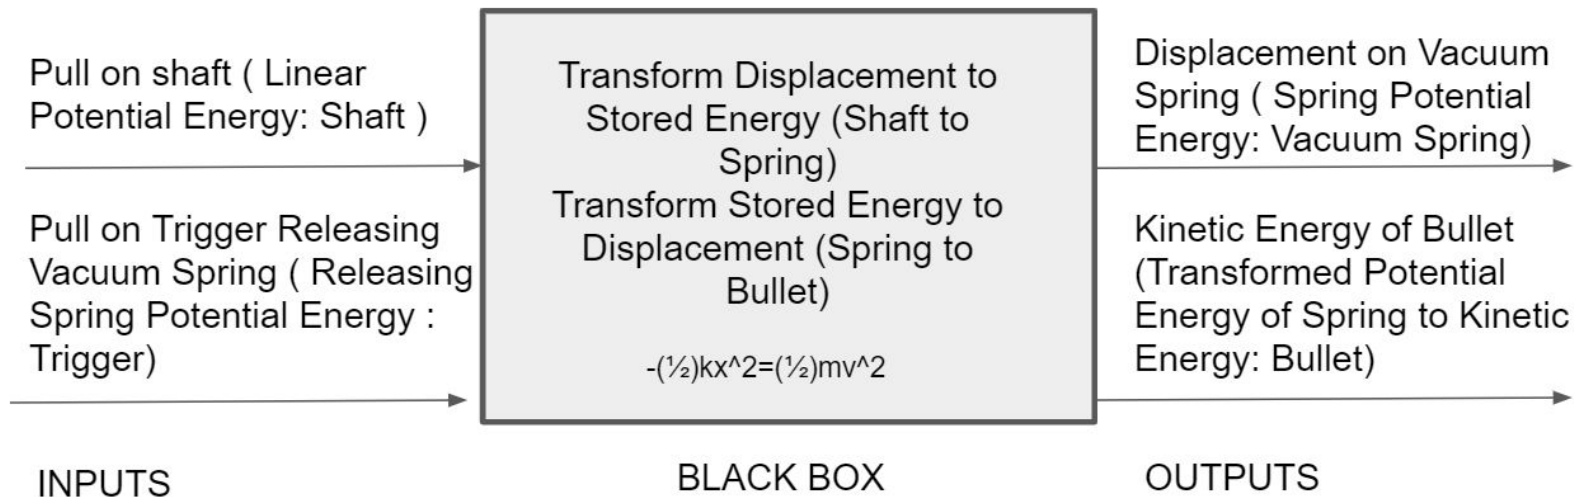 Pull on shaft ( Linear
Potential Energy: Shaft )
Pull on Trigger Releasing
Vacuum Spring ( Releasing
Spring Potential Energy :
Trigger)
INPUTS
Transform Displacement to
Stored Energy (Shaft to
Spring)
Transform Stored Energy to
Displacement (Spring to
Bullet)
-(½)kx^2=(½)mv^2
BLACK BOX
Displacement on Vacuum
Spring ( Spring Potential
Energy: Vacuum Spring)
Kinetic Energy of Bullet
(Transformed Potential
Energy of Spring to Kinetic
Energy: Bullet)
OUTPUTS